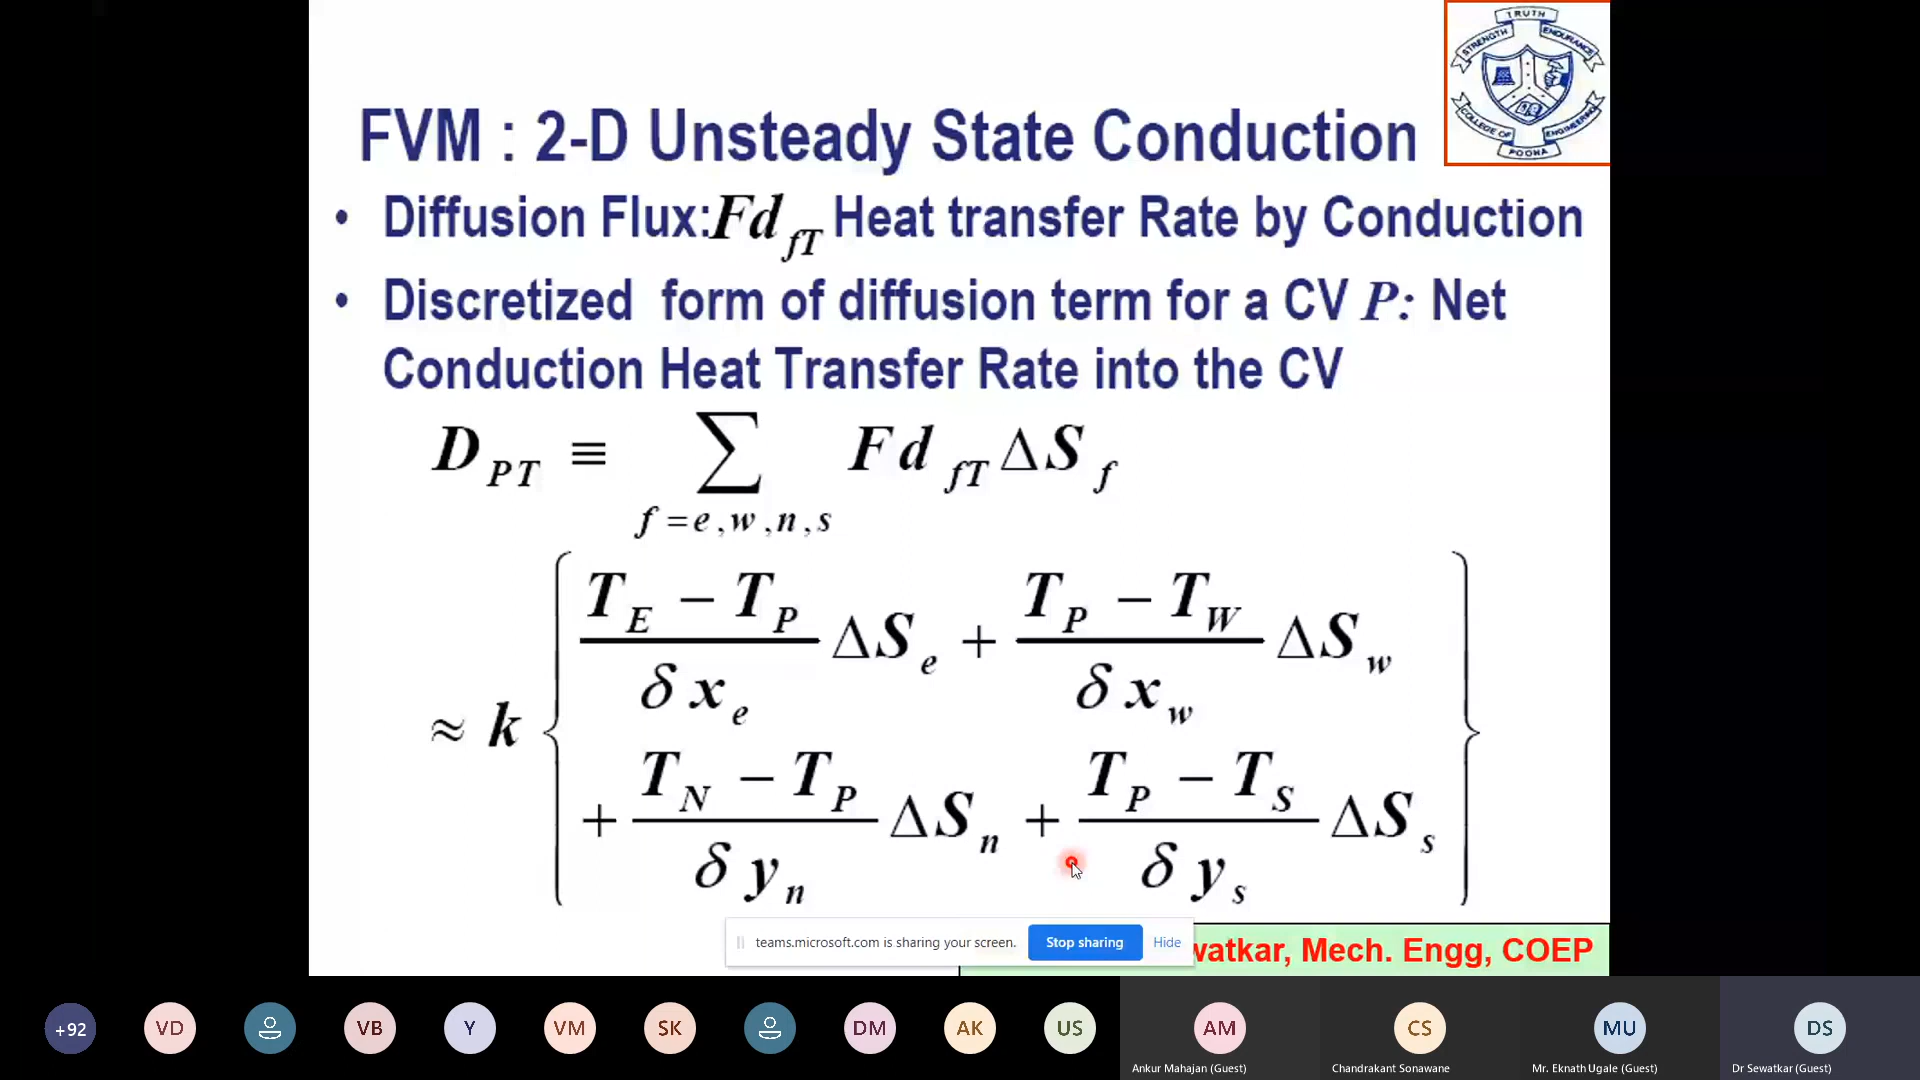 TRUTH
STRENGTH
ENDURANCE
COLLEGE OF
ENGINEERING
POONA
FVM : 2-D Unsteady State Conduction
• Diffusion Flux: Fd_fT Heat transfer Rate by Conduction
• Discretized form of diffusion term for a CV P: Net
Conduction Heat Transfer Rate into the CV
D_PT ≡ ∑_{f=e,w,n,s} Fd_fT ΔS_f
≈ k { (T_E − T_P)/(δx_e) ΔS_e + (T_P − T_W)/(δx_w) ΔS_w
+ (T_N − T_P)/(δy_n) ΔS_n + (T_P − T_S)/(δy_s) ΔS_s }
teams.microsoft.com is sharing your screen. Stop sharing Hide
watkar, Mech. Engg, COEP
+92 VD VB Y VM SK DM AK US AM CS MU DS
Ankur Mahajan (Guest) Chandrakant Sonawane Mr. Eknath Ugale (Guest) Dr Sewatkar (Guest)